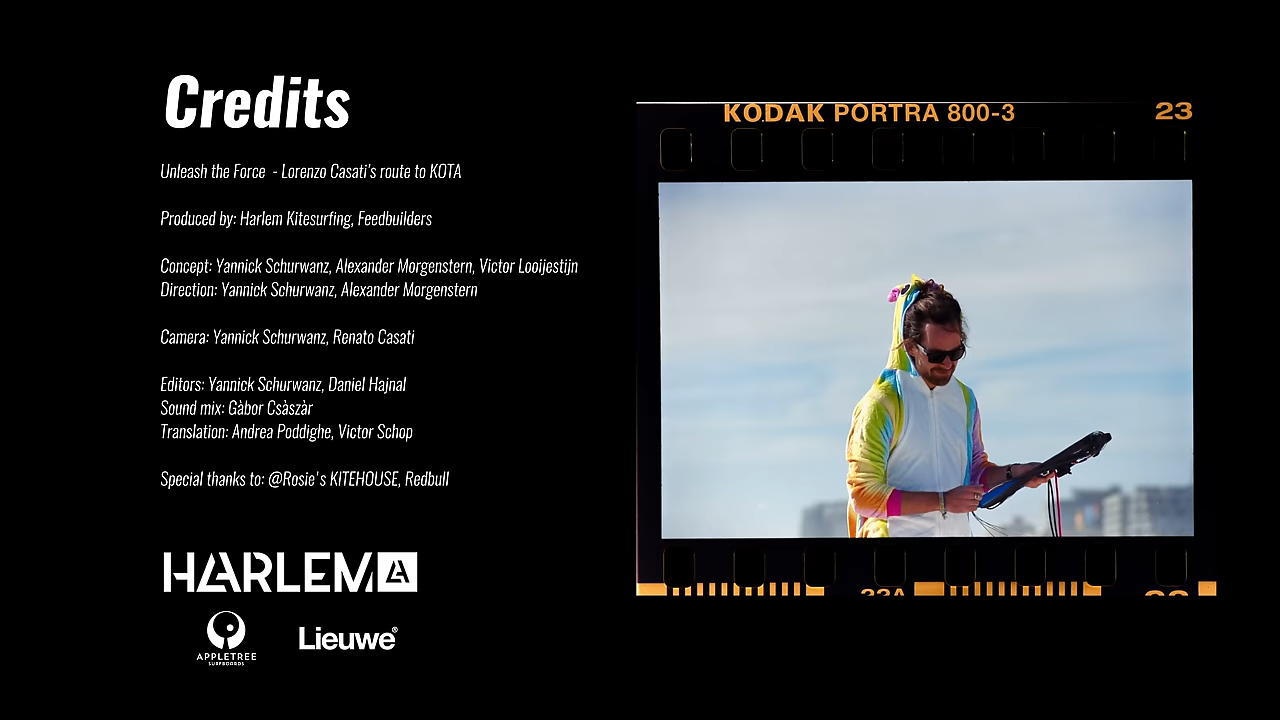 Credits
Unleash the Force - Lorenzo Casati's route to KOTA
Produced by: Harlem Kitesurfing, Feedbuilders
Concept: Yannick Schurwanz, Alexander Morgenstern, Victor Looijestijn
Direction: Yannick Schurwanz, Alexander Morgenstern
Camera: Yannick Schurwanz, Renato Casati
Editors: Yannick Schurwanz, Daniel Hajnal
Sound mix: Gàbor Csàszàr
Translation: Andrea Poddighe, Victor Schop
Special thanks to: @Rosie's KITEHOUSE, Redbull
HARLEM
APPLETREE
SURFBOARDS
Lieuwe®
KODAK PORTRA 800-3
23
22A